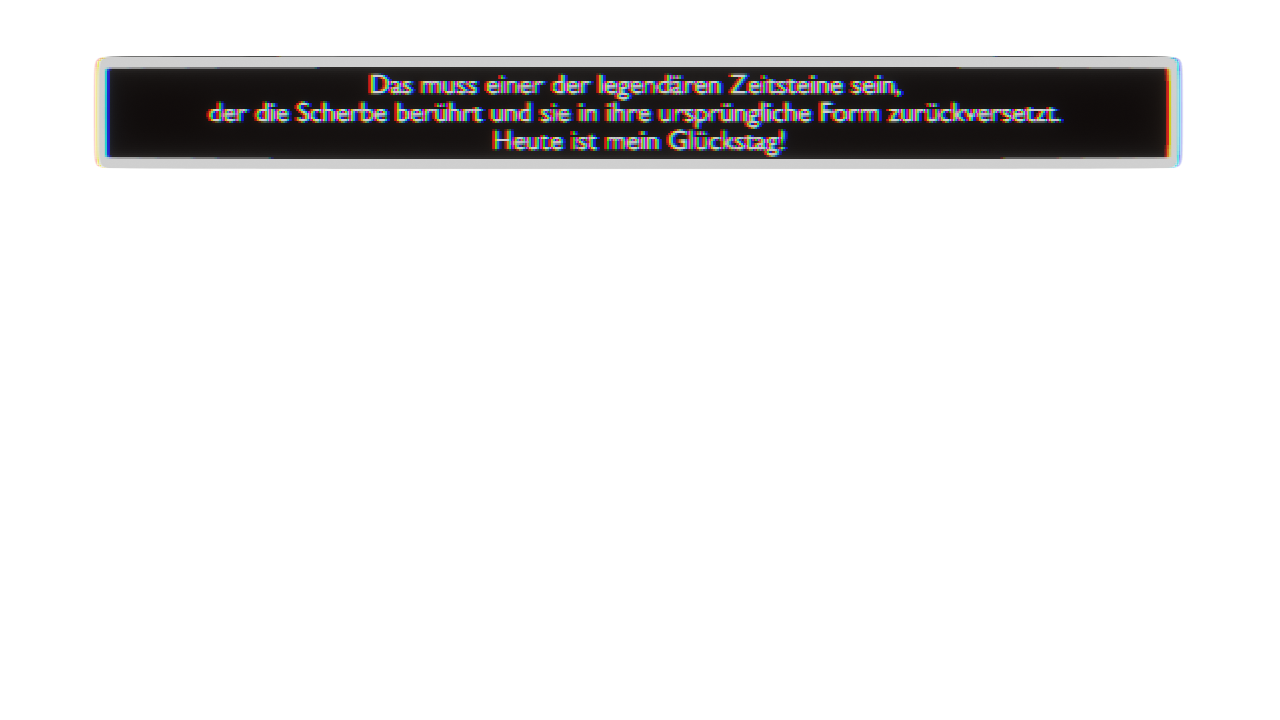 Das muss einer der legendären Zeitsteine sein,
der die Scherbe berührt und sie in ihre ursprüngliche Form zurückversetzt.
Heute ist mein Glückstag!